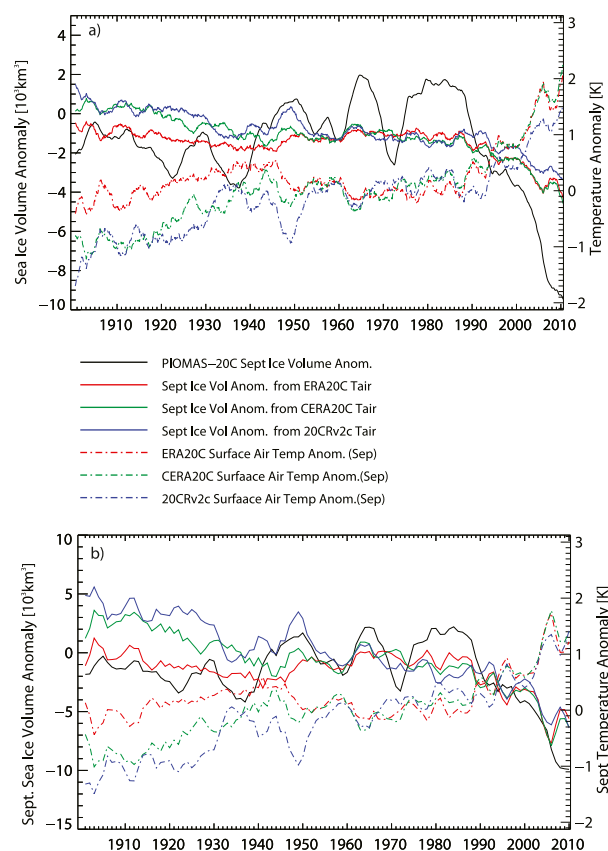 a)
Sea Ice Volume Anomaly [10³km³]
4
2
0
−2
−4
−6
−8
−10
3
2
1
0
−1
−2
Temperature Anomaly [K]
1910 1920 1930 1940 1950 1960 1970 1980 1990 2000 2010
PIOMAS−20C Sept Ice Volume Anom.
Sept Ice Vol Anom. from ERA20C Tair
Sept Ice Vol Anom. from CERA20C Tair
Sept Ice Vol Anom. from 20CRv2c Tair
ERA20C Surface Air Temp Anom. (Sep)
CERA20C Surfaace Air Temp Anom.(Sep)
20CRv2c Surfaace Air Temp Anom.(Sep)
b)
Sept. Sea Ice Volume Anomaly [10³km³]
10
5
0
−5
−10
−15
3
2
1
0
−1
−2
Sept Temperature Anomaly [K]
1910 1920 1930 1940 1950 1960 1970 1980 1990 2000 2010